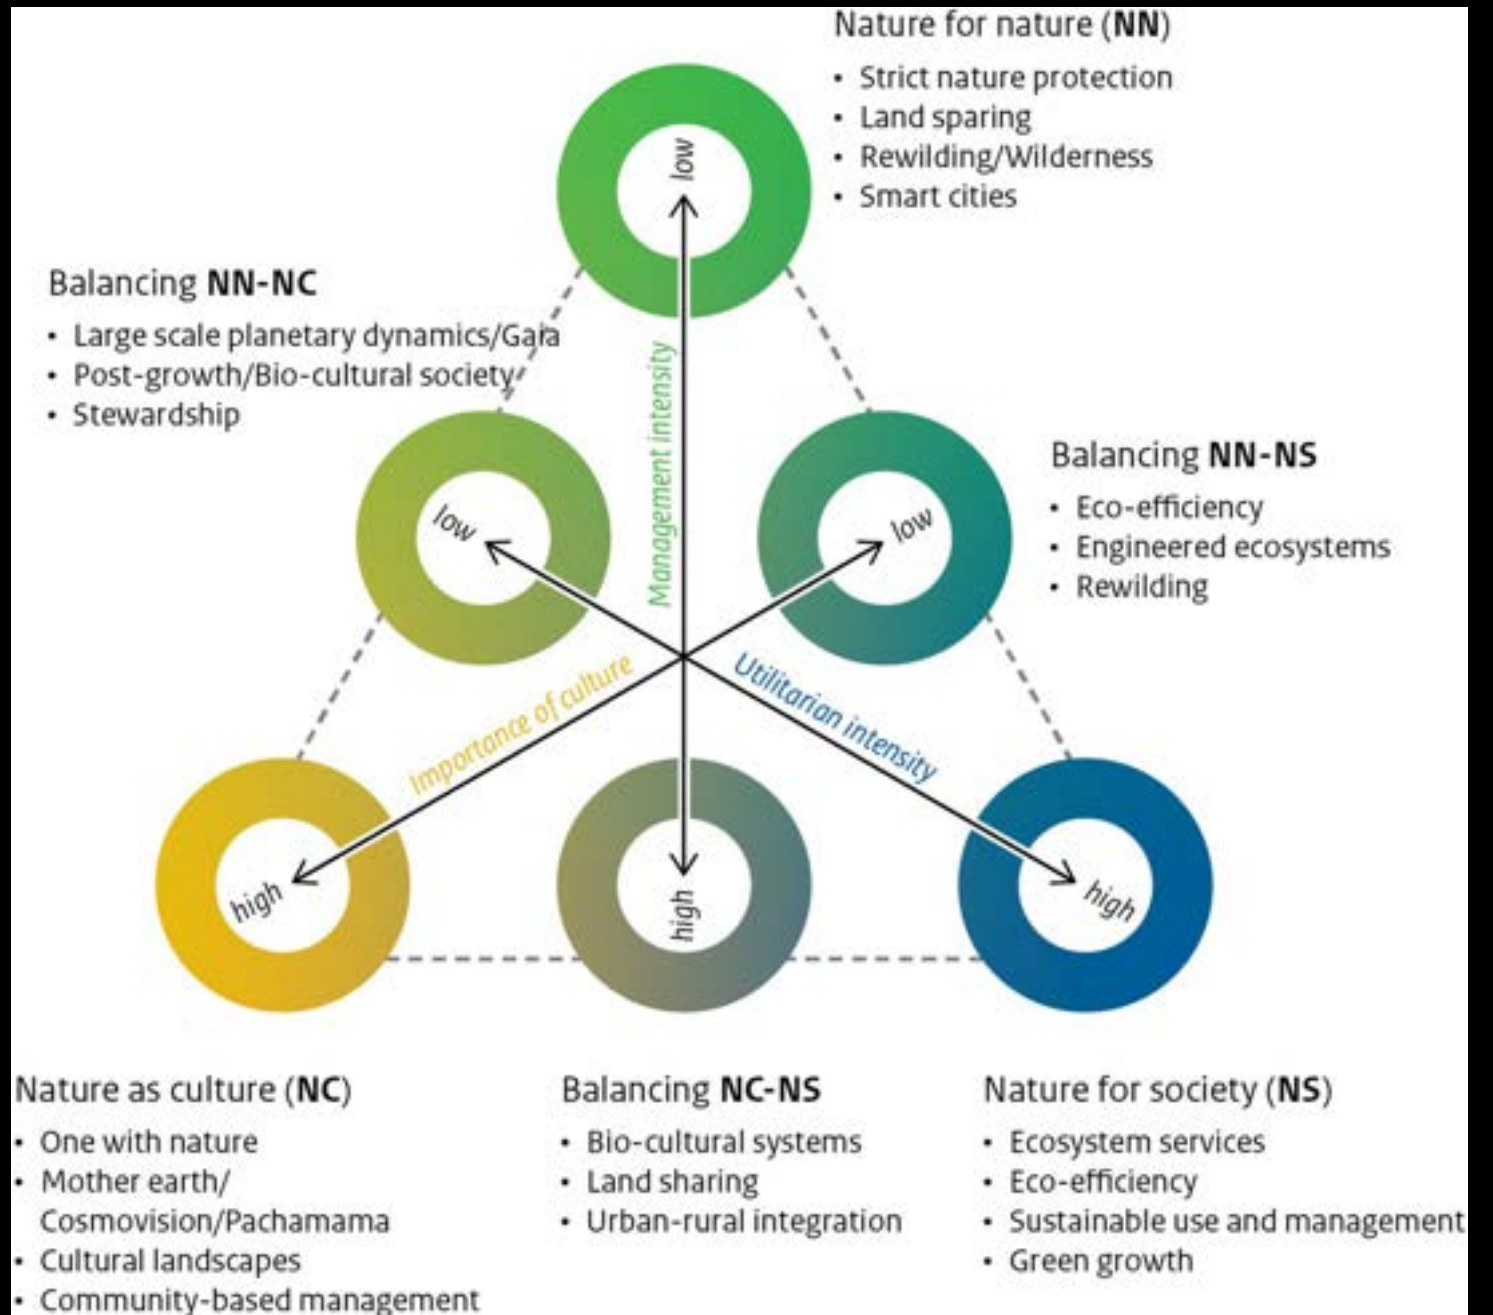 Nature for nature (NN)
• Strict nature protection
• Land sparing
• Rewilding/Wilderness
• Smart cities
low
Balancing NN-NC
• Large scale planetary dynamics/Gaia
• Post-growth/Bio-cultural society
• Stewardship
Management intensity
Balancing NN-NS
• Eco-efficiency
• Engineered ecosystems
• Rewilding
low
low
Importance of culture
Utilitarian intensity
high
high
high
Nature as culture (NC)
• One with nature
• Mother earth/
Cosmovision/Pachamama
• Cultural landscapes
• Community-based management
Balancing NC-NS
• Bio-cultural systems
• Land sharing
• Urban-rural integration
Nature for society (NS)
• Ecosystem services
• Eco-efficiency
• Sustainable use and management
• Green growth